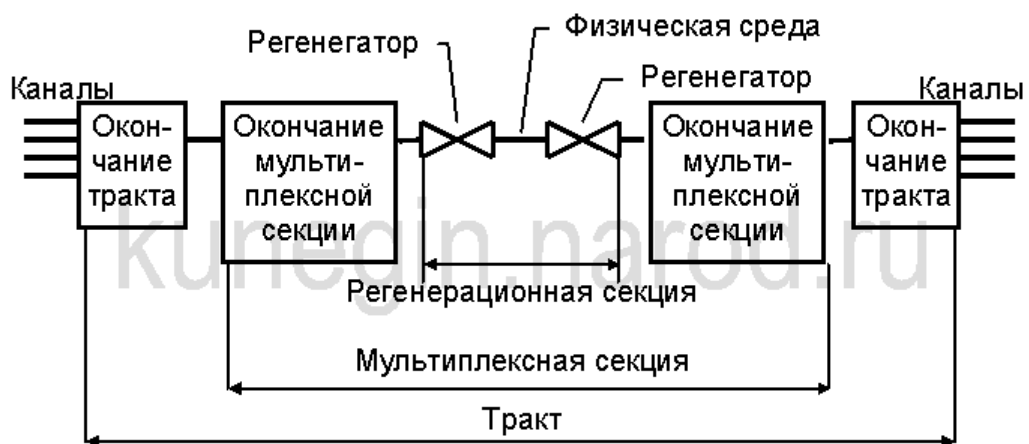 Физическая среда
Регенегатор
Регенегатор
Каналы
Каналы
Окон-
чание
тракта
Окончание
мульти-
плексной
секции
Окончание
мульти-
плексной
секции
Окон-
чание
тракта
kunegin.narod.ru
Регенерационная секция
Мультиплексная секция
Тракт